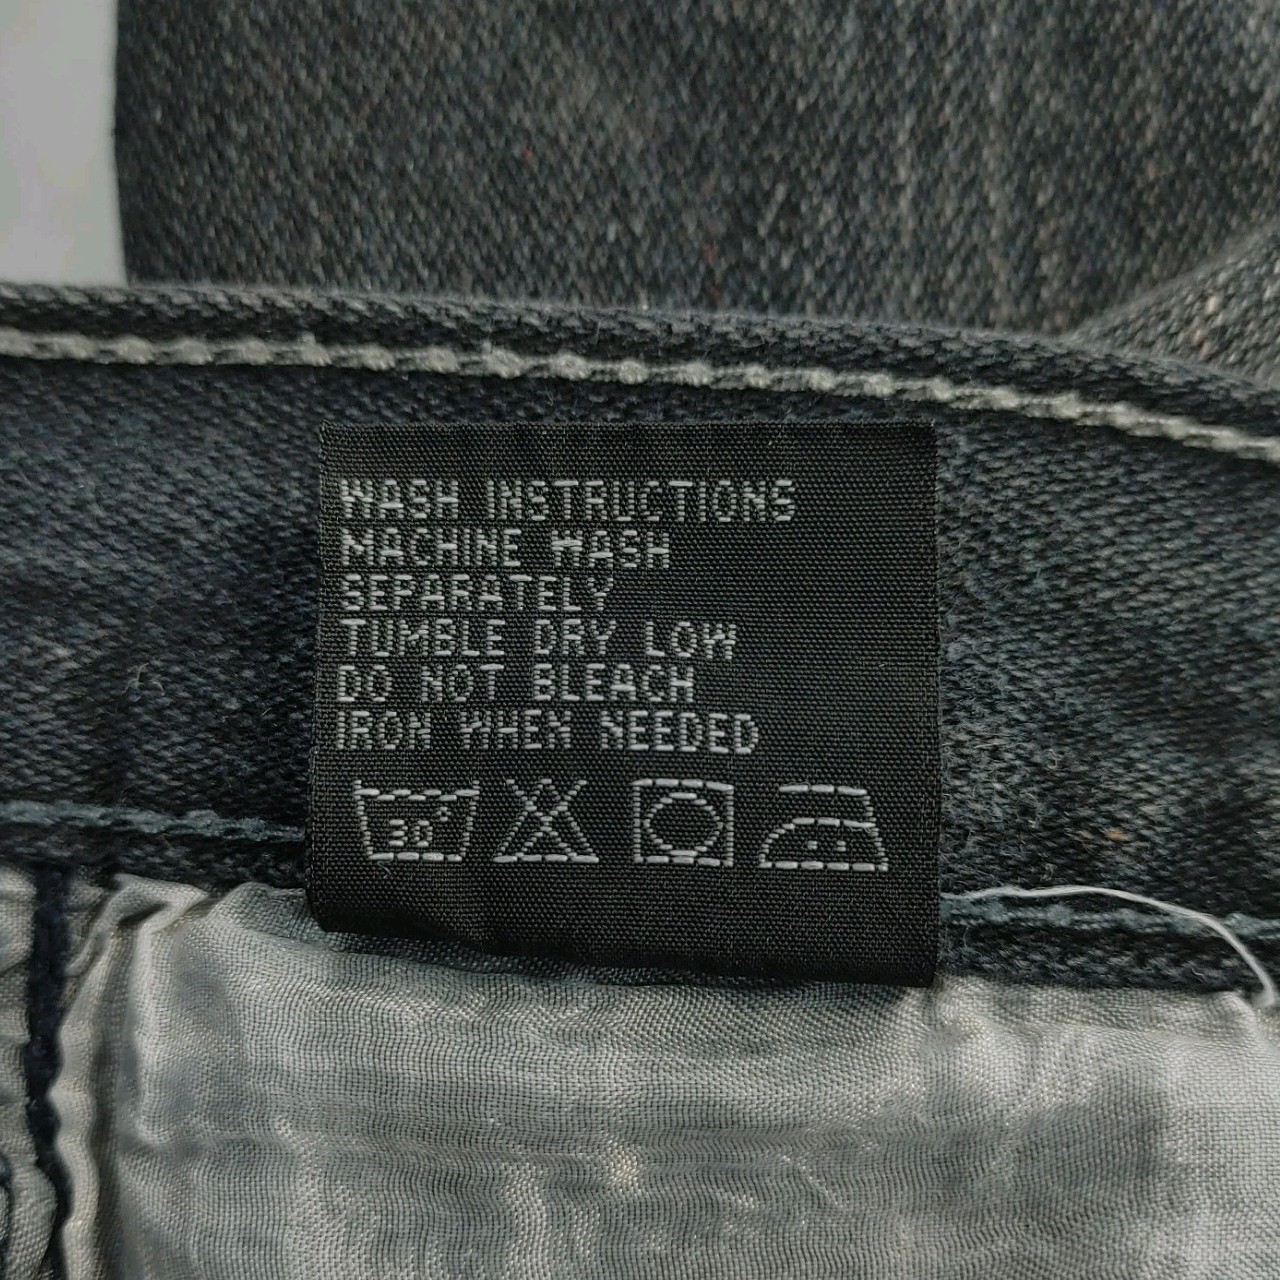 WASH INSTRUCTIONS
MACHINE WASH
SEPARATELY
TUMBLE DRY LOW
DO NOT BLEACH
IRON WHEN NEEDED
30°